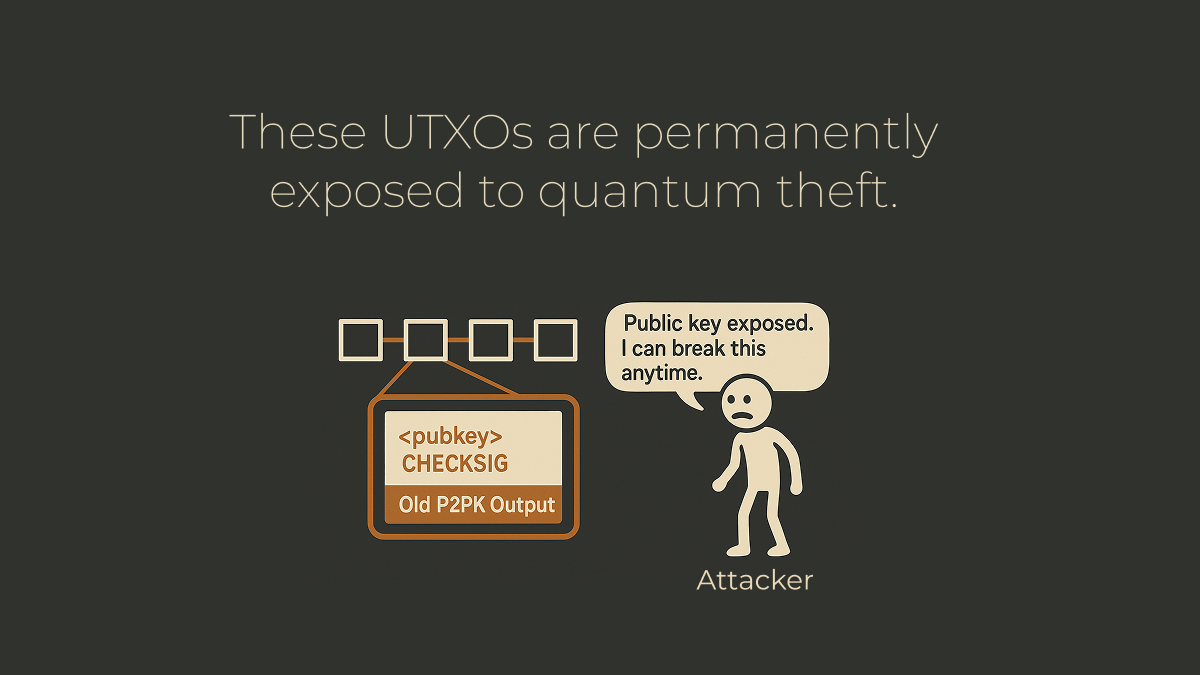 These UTXOs are permanently
exposed to quantum theft.
Public key exposed.
I can break this
anytime.
<pubkey>
CHECKSIG
Old P2PK Output
Attacker